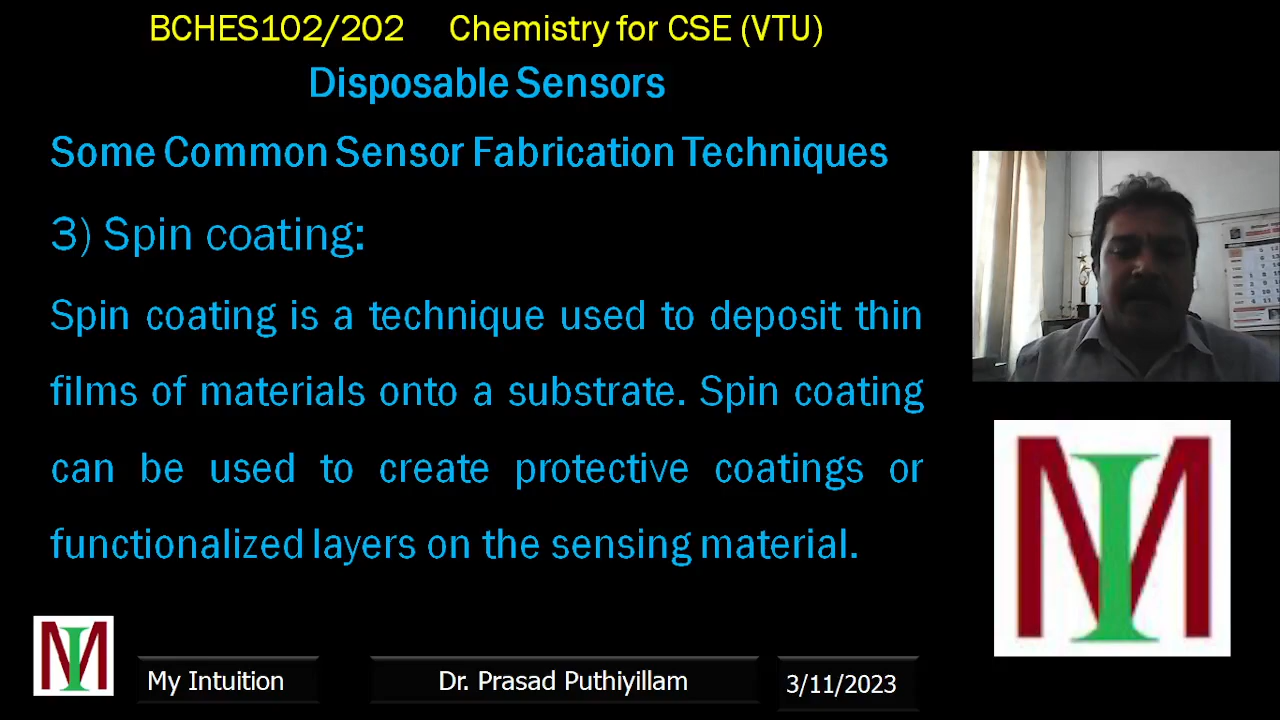 BCHES102/202 Chemistry for CSE (VTU)
Disposable Sensors
Some Common Sensor Fabrication Techniques
3) Spin coating:
Spin coating is a technique used to deposit thin
films of materials onto a substrate. Spin coating
can be used to create protective coatings or
functionalized layers on the sensing material.
MI
MI
My Intuition
Dr. Prasad Puthiyillam
3/11/2023